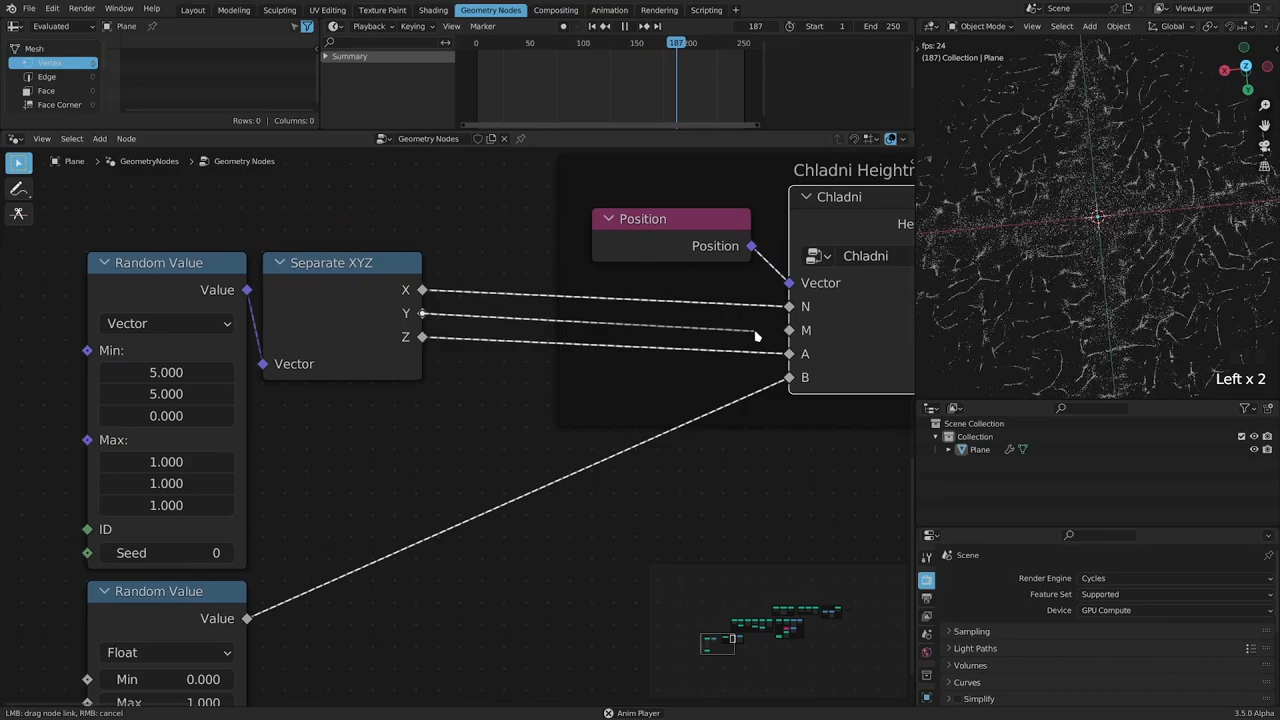 File Edit Render Window Help Layout Modeling Sculpting UV Editing Texture Paint Shading Geometry Nodes Compositing Animation Rendering Scripting Scene ViewLayer
Evaluated Plane Playback Keying View Marker 187 Start 1 End 250 Object Mode View Select Add Object Global
Mesh
Vertex 0
Edge 0
Face 0
Face Corner 0
Rows: 0 Columns: 0
0 50 100 150 187 200 250
Summary
fps: 24
(187) Collection | Plane
View Select Add Node Geometry Nodes
Plane GeometryNodes Geometry Nodes
Chladni Heightm
Chladni
He
Chladni
Vector
N
M
A
B
Position
Position
Random Value
Value
Vector
Min:
5.000
5.000
0.000
Max:
1.000
1.000
1.000
ID
Seed 0
Separate XYZ
X
Y
Z
Vector
Random Value
Value
Float
Min 0.000
Max 1.000
X Z Y
Left x 2
Scene Collection
Collection
Plane
Scene
Render Engine Cycles
Feature Set Supported
Device GPU Compute
Sampling
Light Paths
Volumes
Curves
Simplify
LMB: drag node link, RMB: cancel Anim Player 3.5.0 Alpha